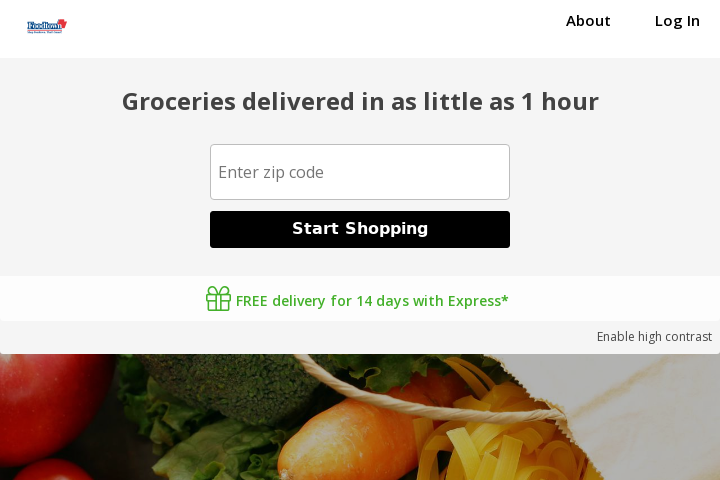 Foodtown
About
Log In
Groceries delivered in as little as 1 hour
Enter zip code
Start Shopping
FREE delivery for 14 days with Express*
Enable high contrast